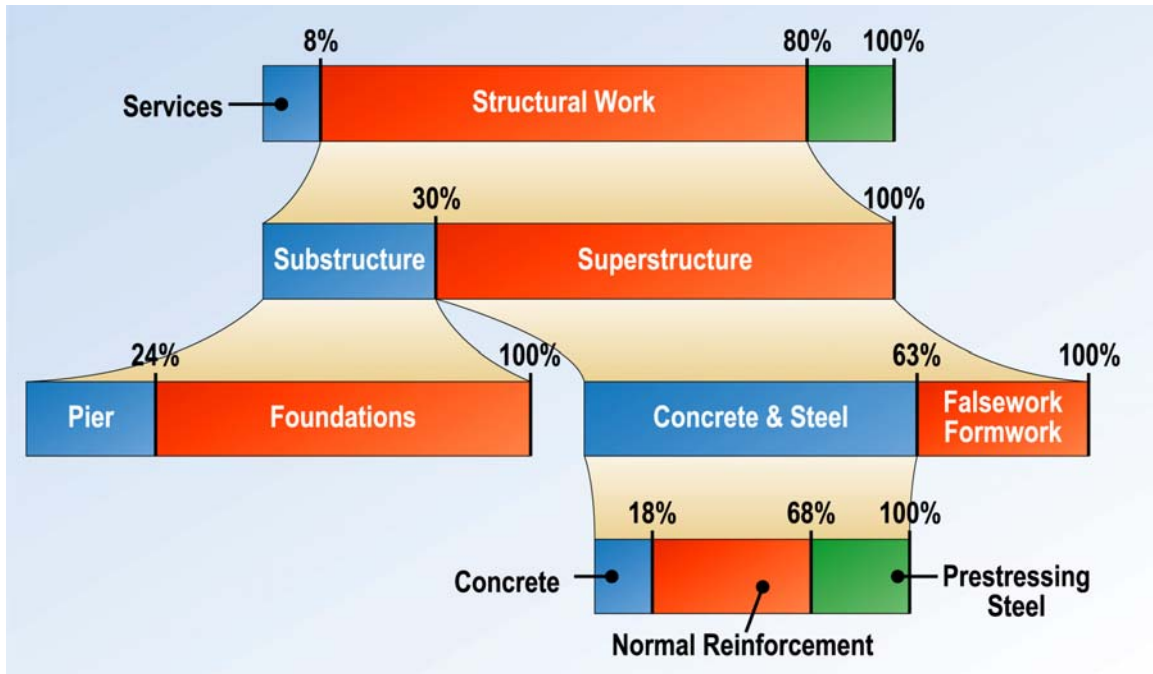 8% 80% 100%
Services
Structural Work
30% 100%
Substructure
Superstructure
24% 100% 63% 100%
Pier
Foundations
Concrete & Steel
Falsework
Formwork
18% 68% 100%
Concrete
Normal Reinforcement
Prestressing
Steel